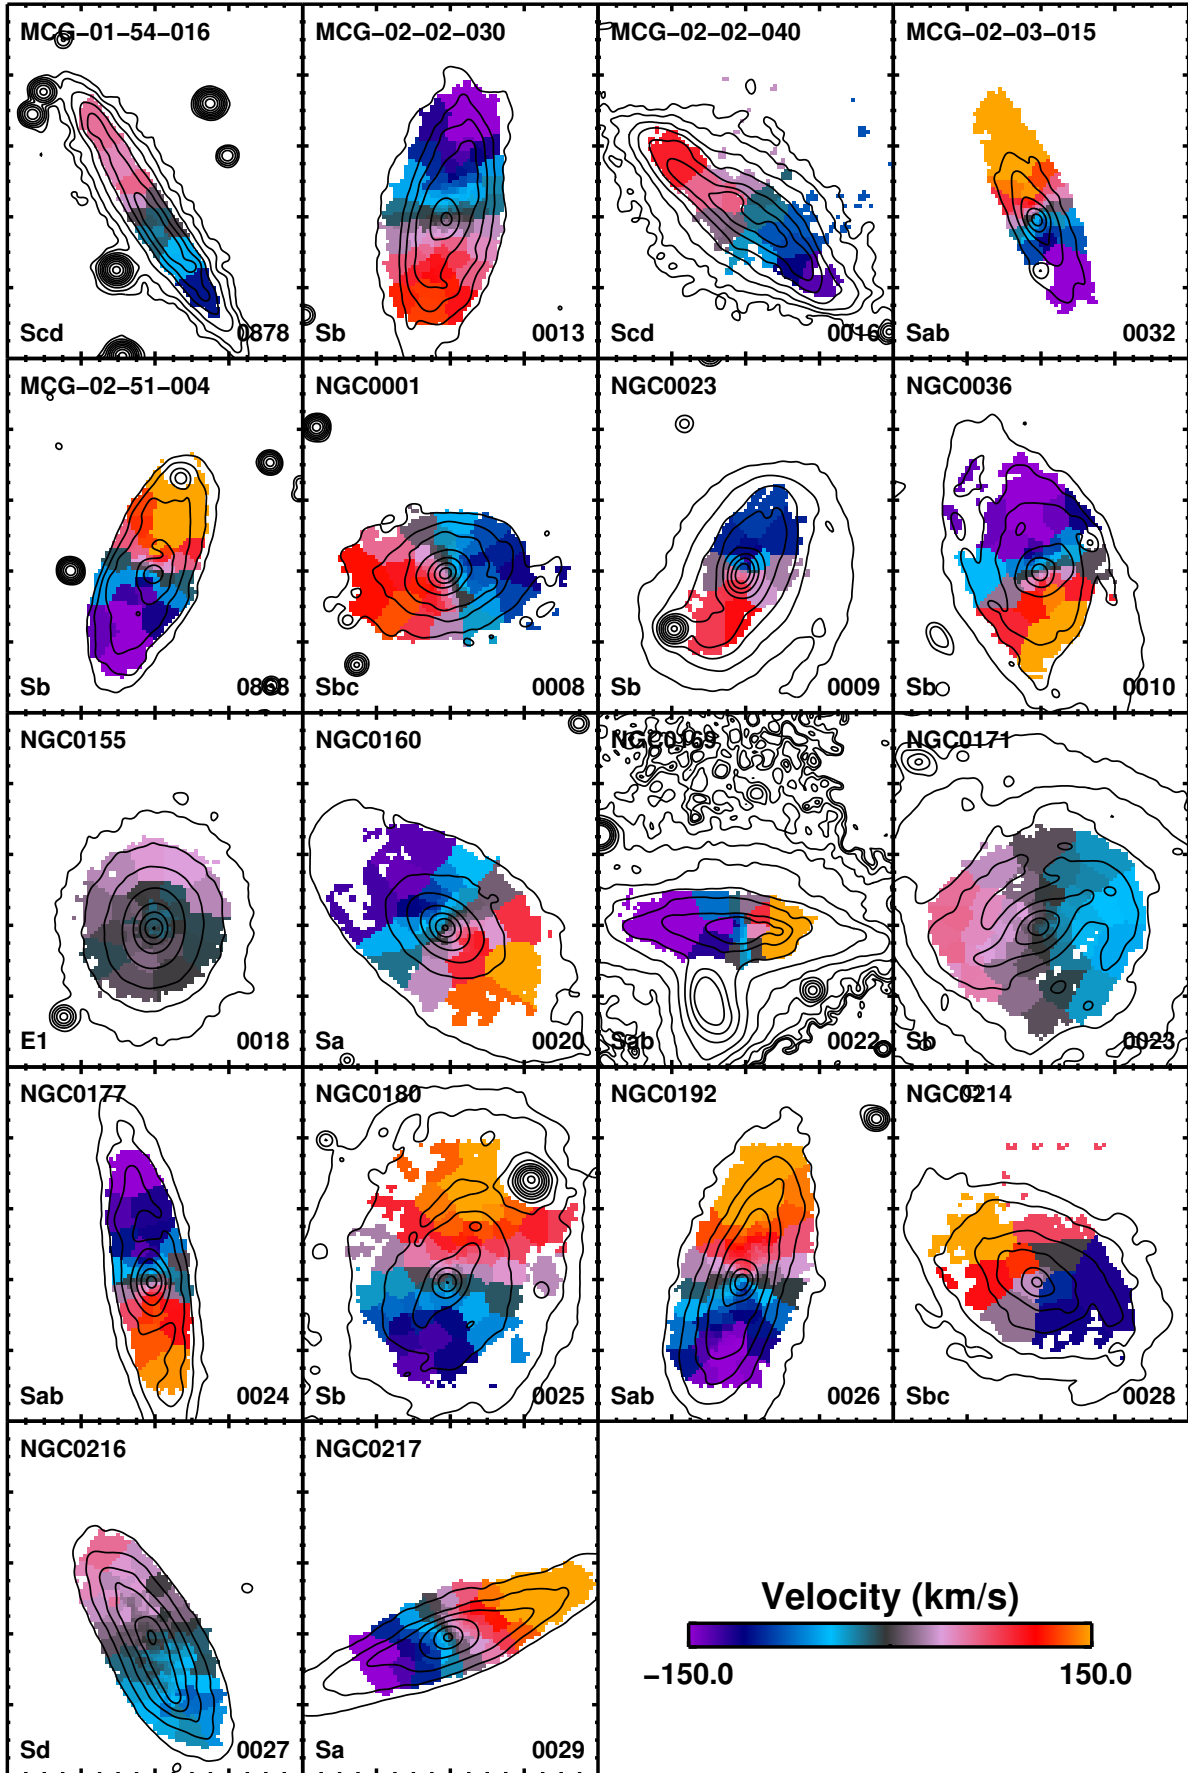 MCG−01−54−016 MCG−02−02−030 MCG−02−02−040 MCG−02−03−015
Scd 0878 Sb 0013 Scd 0016 Sab 0032
MCG−02−51−004 NGC0001 NGC0023 NGC0036
Sb 0868 Sbc 0008 Sb 0009 Sb 0010
NGC0155 NGC0160 NGC0169 NGC0171
E1 0018 Sa 0020 Sab 0022 Sb 0023
NGC0177 NGC0180 NGC0192 NGC0214
Sab 0024 Sb 0025 Sab 0026 Sbc 0028
NGC0216 NGC0217
Velocity (km/s)
−150.0 150.0
Sd 0027 Sa 0029